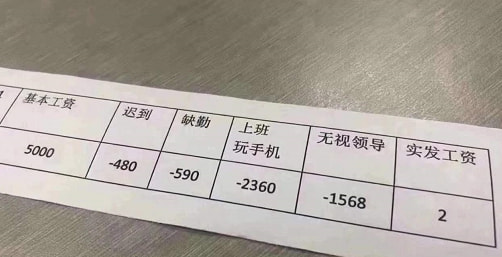 基本工资 迟到 缺勤 上班 无视领导 实发工资
玩手机
5000 -480 -590 -2360 -1568 2